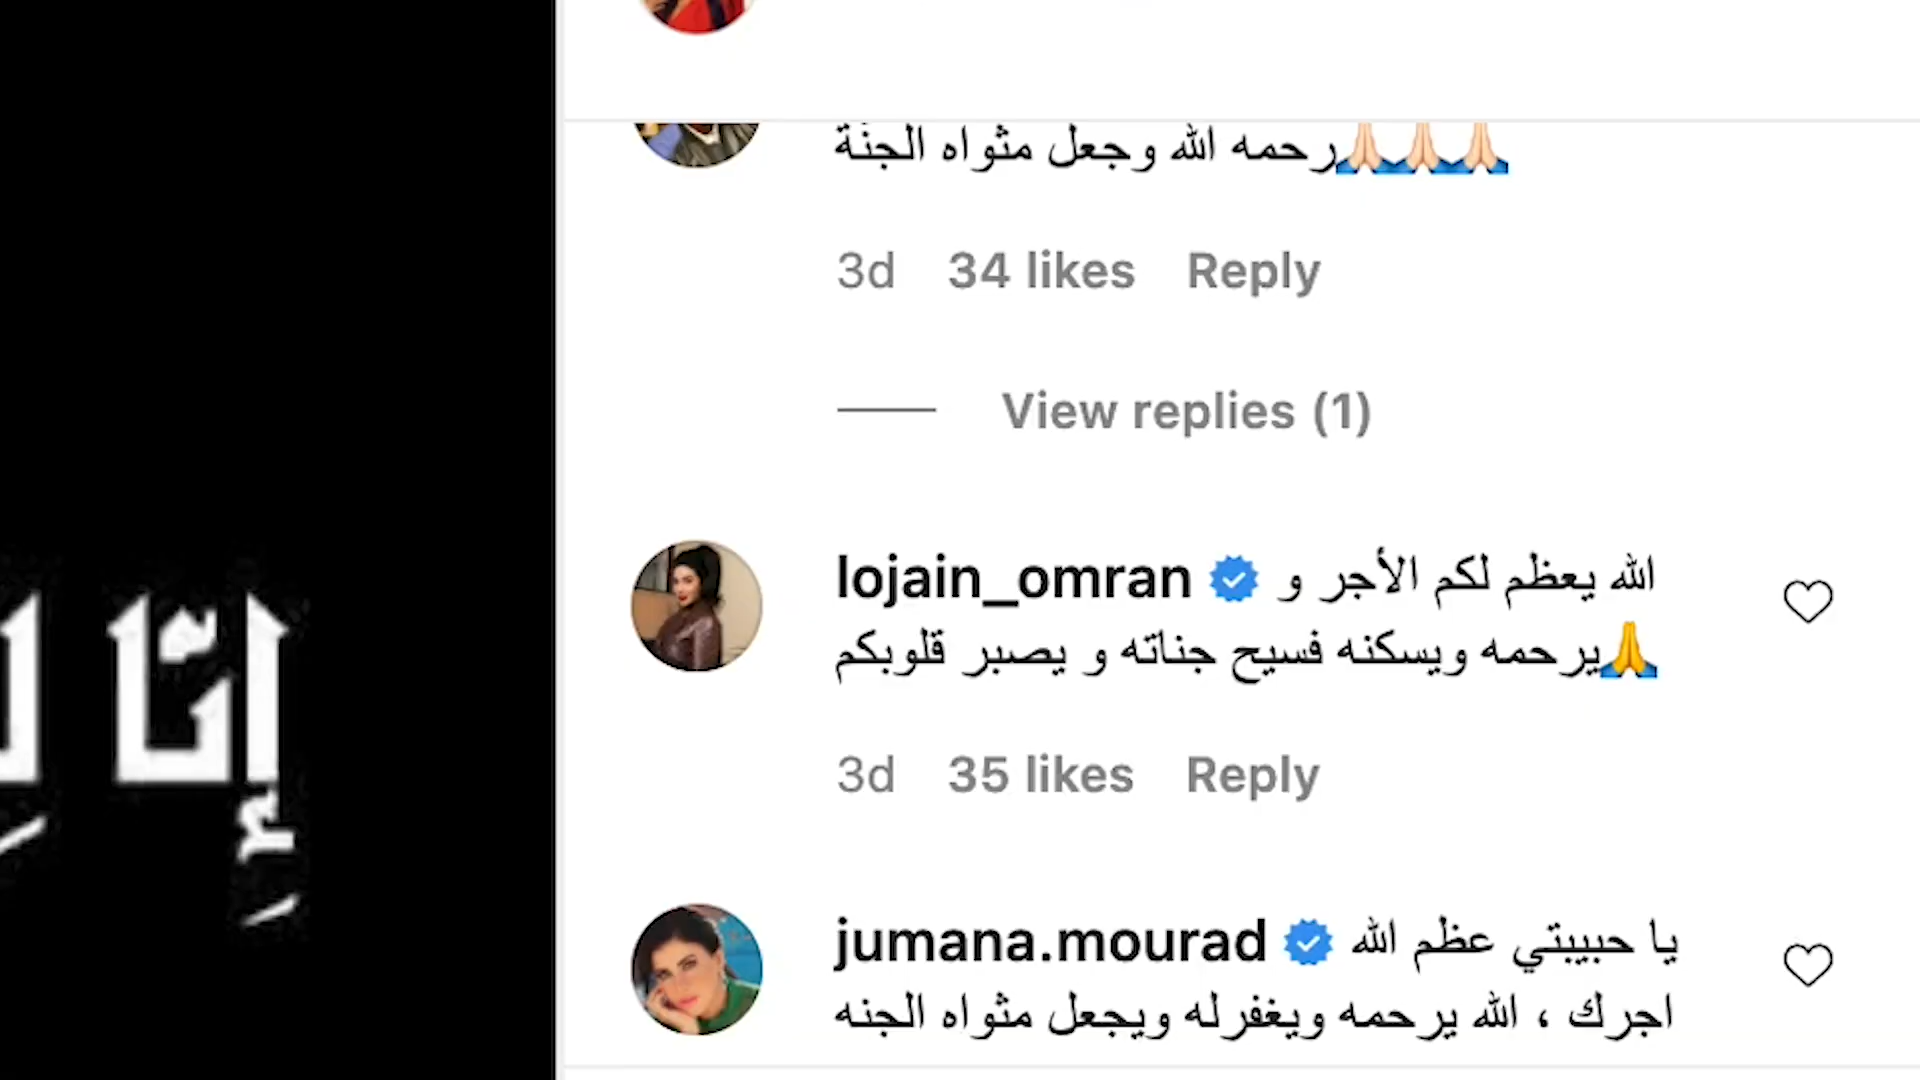 رحمه الله وجعل مثواه الجنة🙏🏻🙏🏻🙏🏻
3d 34 likes Reply
View replies (1)
lojain_omran الله يعظم لكم الأجر و
يرحمه ويسكنه فسيح جناته و يصبر قلوبكم🙏
3d 35 likes Reply
jumana.mourad يا حبيبتي عظم الله
اجرك ، الله يرحمه ويغفرله ويجعل مثواه الجنه
إِنّا